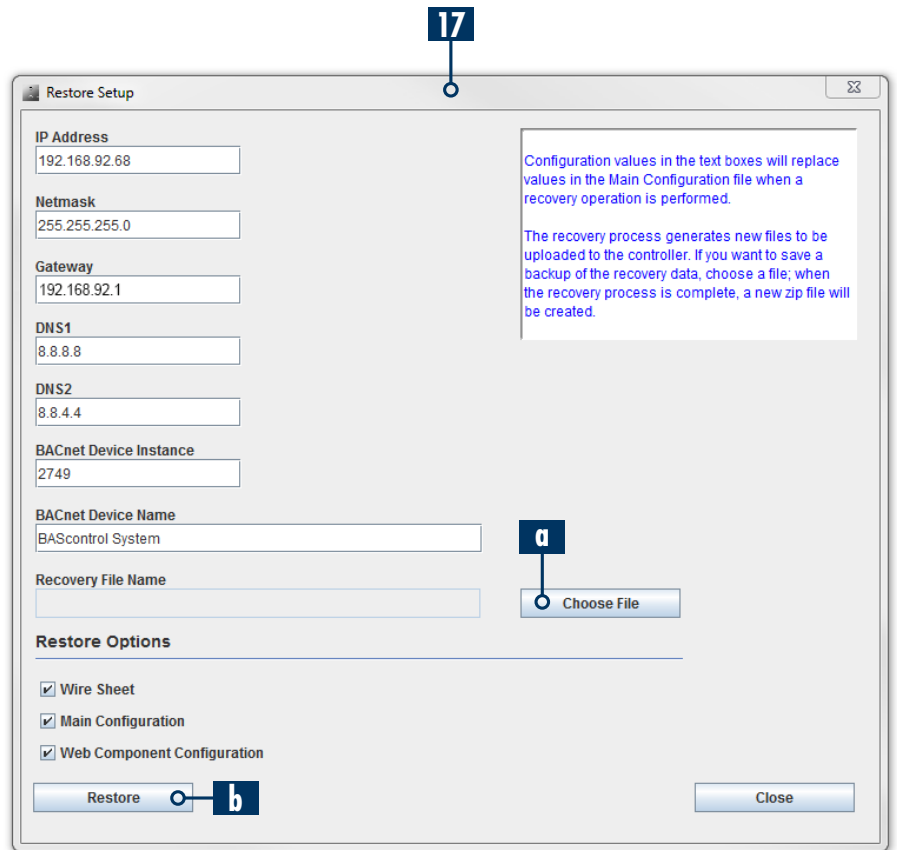 17
Restore Setup
IP Address
192.168.92.68
Netmask
255.255.255.0
Gateway
192.168.92.1
DNS1
8.8.8.8
DNS2
8.8.4.4
BACnet Device Instance
2749
BACnet Device Name
BAScontrol System
Recovery File Name
Configuration values in the text boxes will replace
values in the Main Configuration file when a
recovery operation is performed.
The recovery process generates new files to be
uploaded to the controller. If you want to save a
backup of the recovery data, choose a file; when
the recovery process is complete, a new zip file will
be created.
a
Choose File
Restore Options
Wire Sheet
Main Configuration
Web Component Configuration
Restore
b
Close